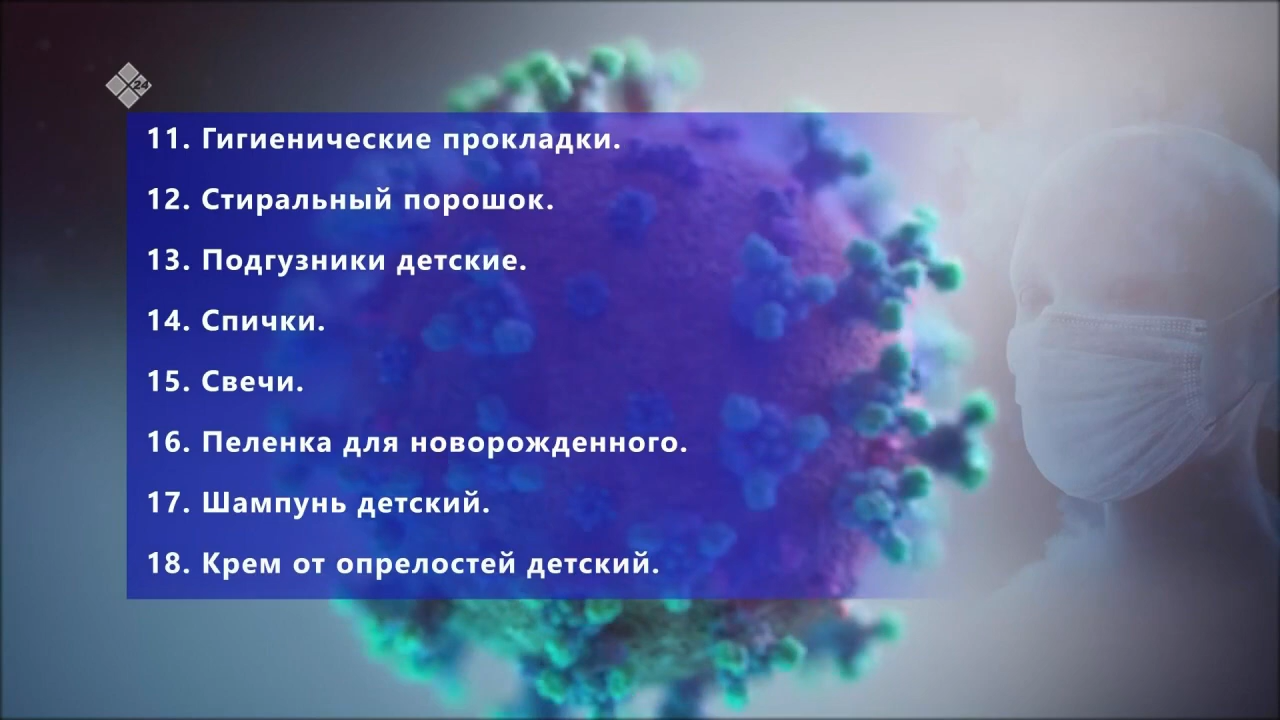 X24
11. Гигиенические прокладки.
12. Стиральный порошок.
13. Подгузники детские.
14. Спички.
15. Свечи.
16. Пеленка для новорожденного.
17. Шампунь детский.
18. Крем от опрелостей детский.